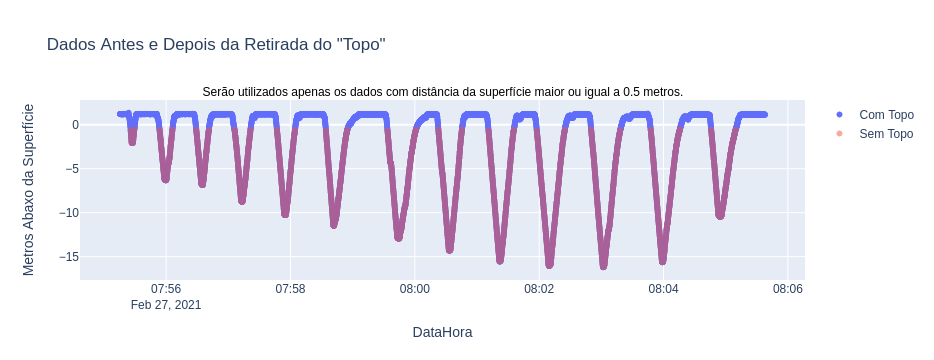 Dados Antes e Depois da Retirada do "Topo"
Serão utilizados apenas os dados com distância da superfície maior ou igual a 0.5 metros.
Metros Abaxo da Superfície
0
−5
−10
−15
07:56
Feb 27, 2021
07:58
08:00
08:02
08:04
08:06
DataHora
Com Topo
Sem Topo